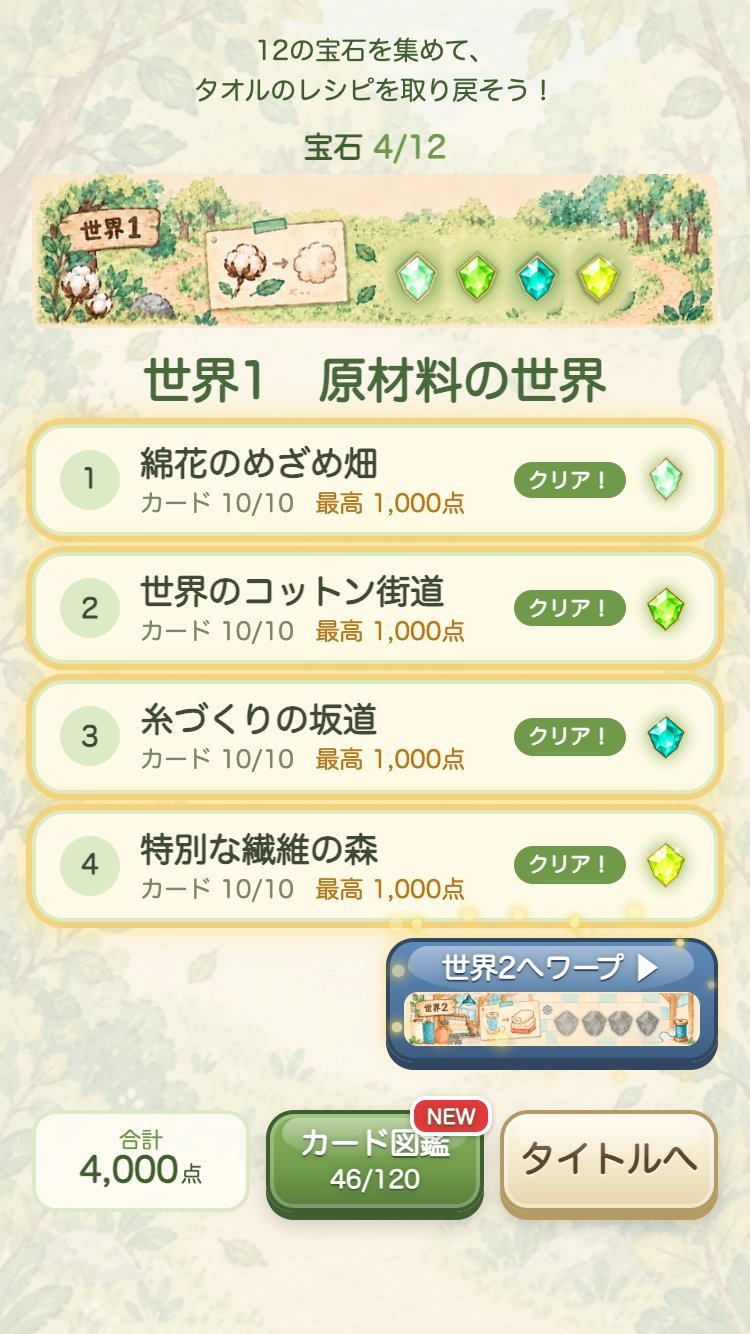 12の宝石を集めて、
タオルのレシピを取り戻そう！
宝石 4/12
世界1
世界1　原材料の世界
1
綿花のめざめ畑
カード 10/10 最高 1,000点
クリア！
2
世界のコットン街道
カード 10/10 最高 1,000点
クリア！
3
糸づくりの坂道
カード 10/10 最高 1,000点
クリア！
4
特別な繊維の森
カード 10/10 最高 1,000点
クリア！
世界2へワープ ▶
世界2
合計
4,000点
NEW
カード図鑑
46/120
タイトルへ